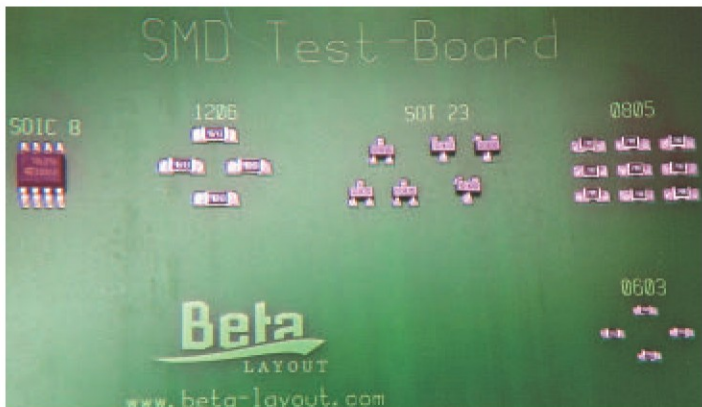 SMD Test-Board
SOIC 8
1206
SOT 23
0805
0603
Beta
LAYOUT
www.beta-layout.com